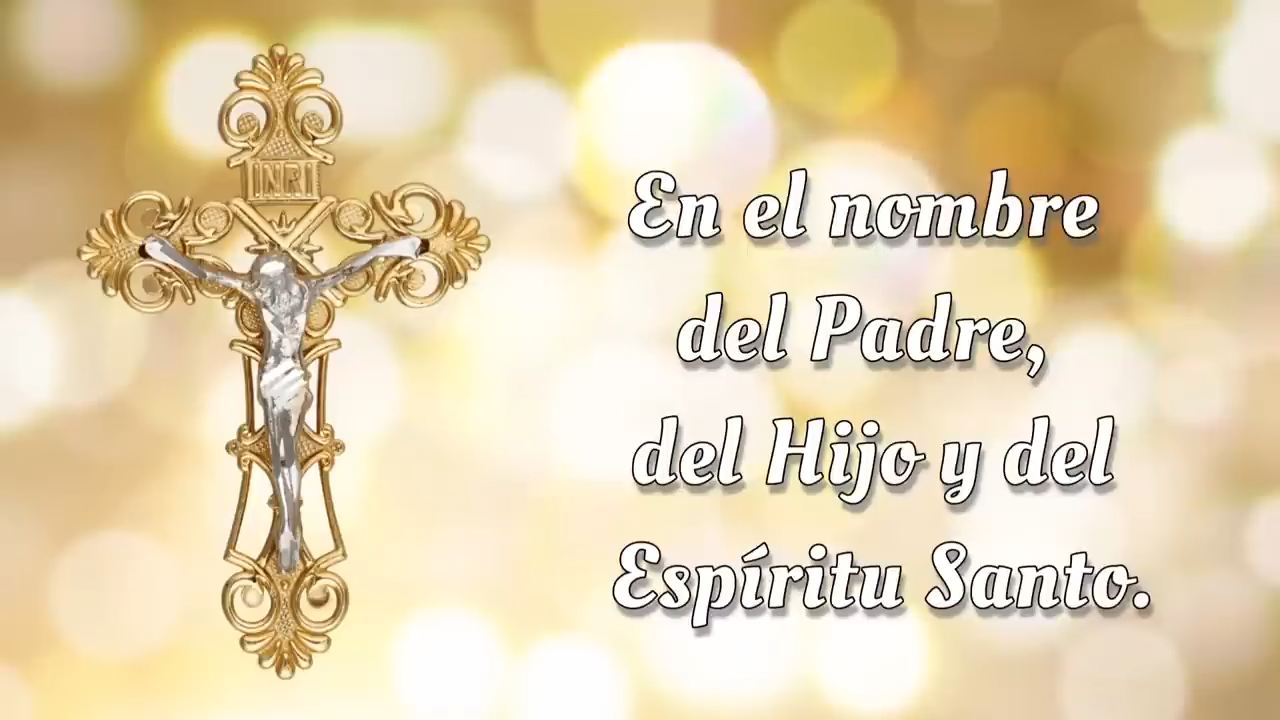 INRI
En el nombre
del Padre,
del Hijo y del
Espíritu Santo.